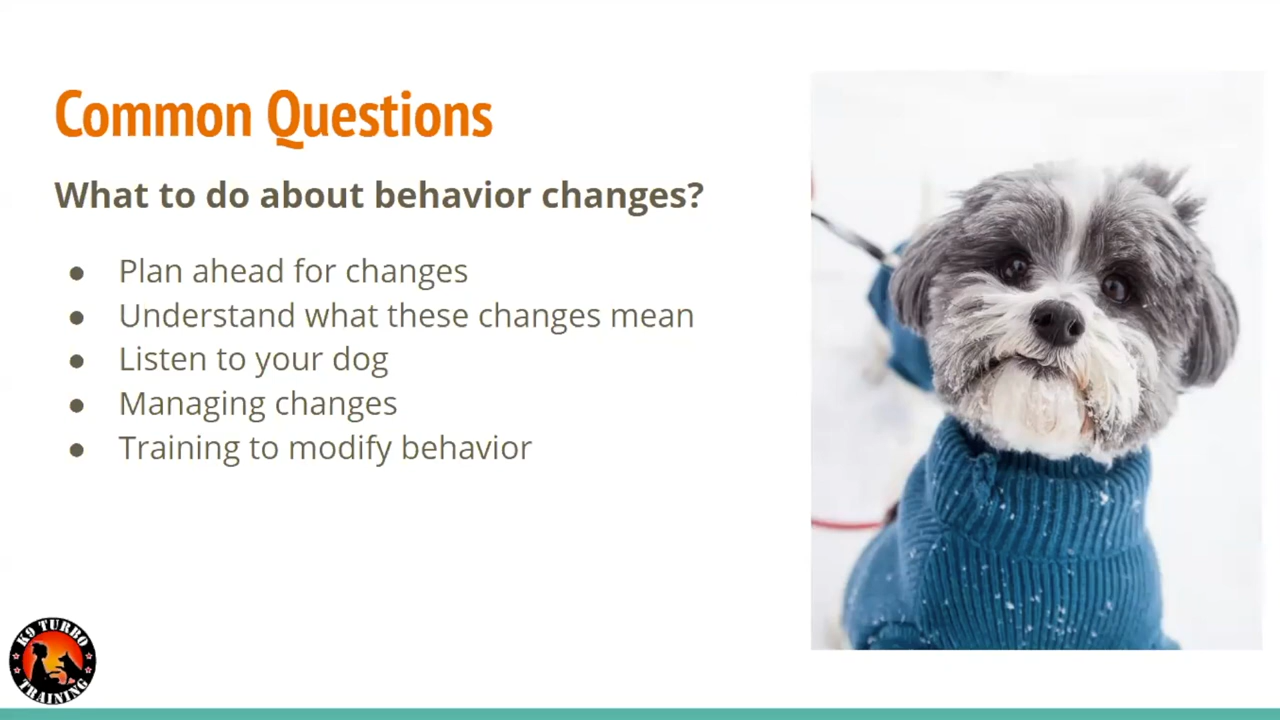 Common Questions
What to do about behavior changes?
● Plan ahead for changes
● Understand what these changes mean
● Listen to your dog
● Managing changes
● Training to modify behavior
K9 TURBO
TRAINING